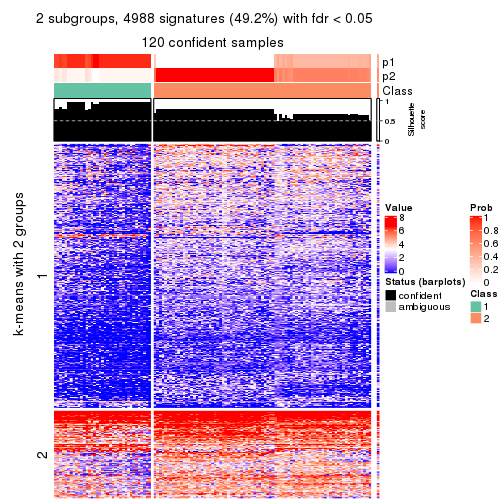 2 subgroups, 4988 signatures (49.2%) with fdr < 0.05
120 confident samples
p1
p2
Class
1
0.5
0
Silhouette
score
k-means with 2 groups
1
2
Value
8
6
4
2
0
Status (barplots)
confident
ambiguous
Prob
1
0.8
0.6
0.4
0.2
0
Class
1
2